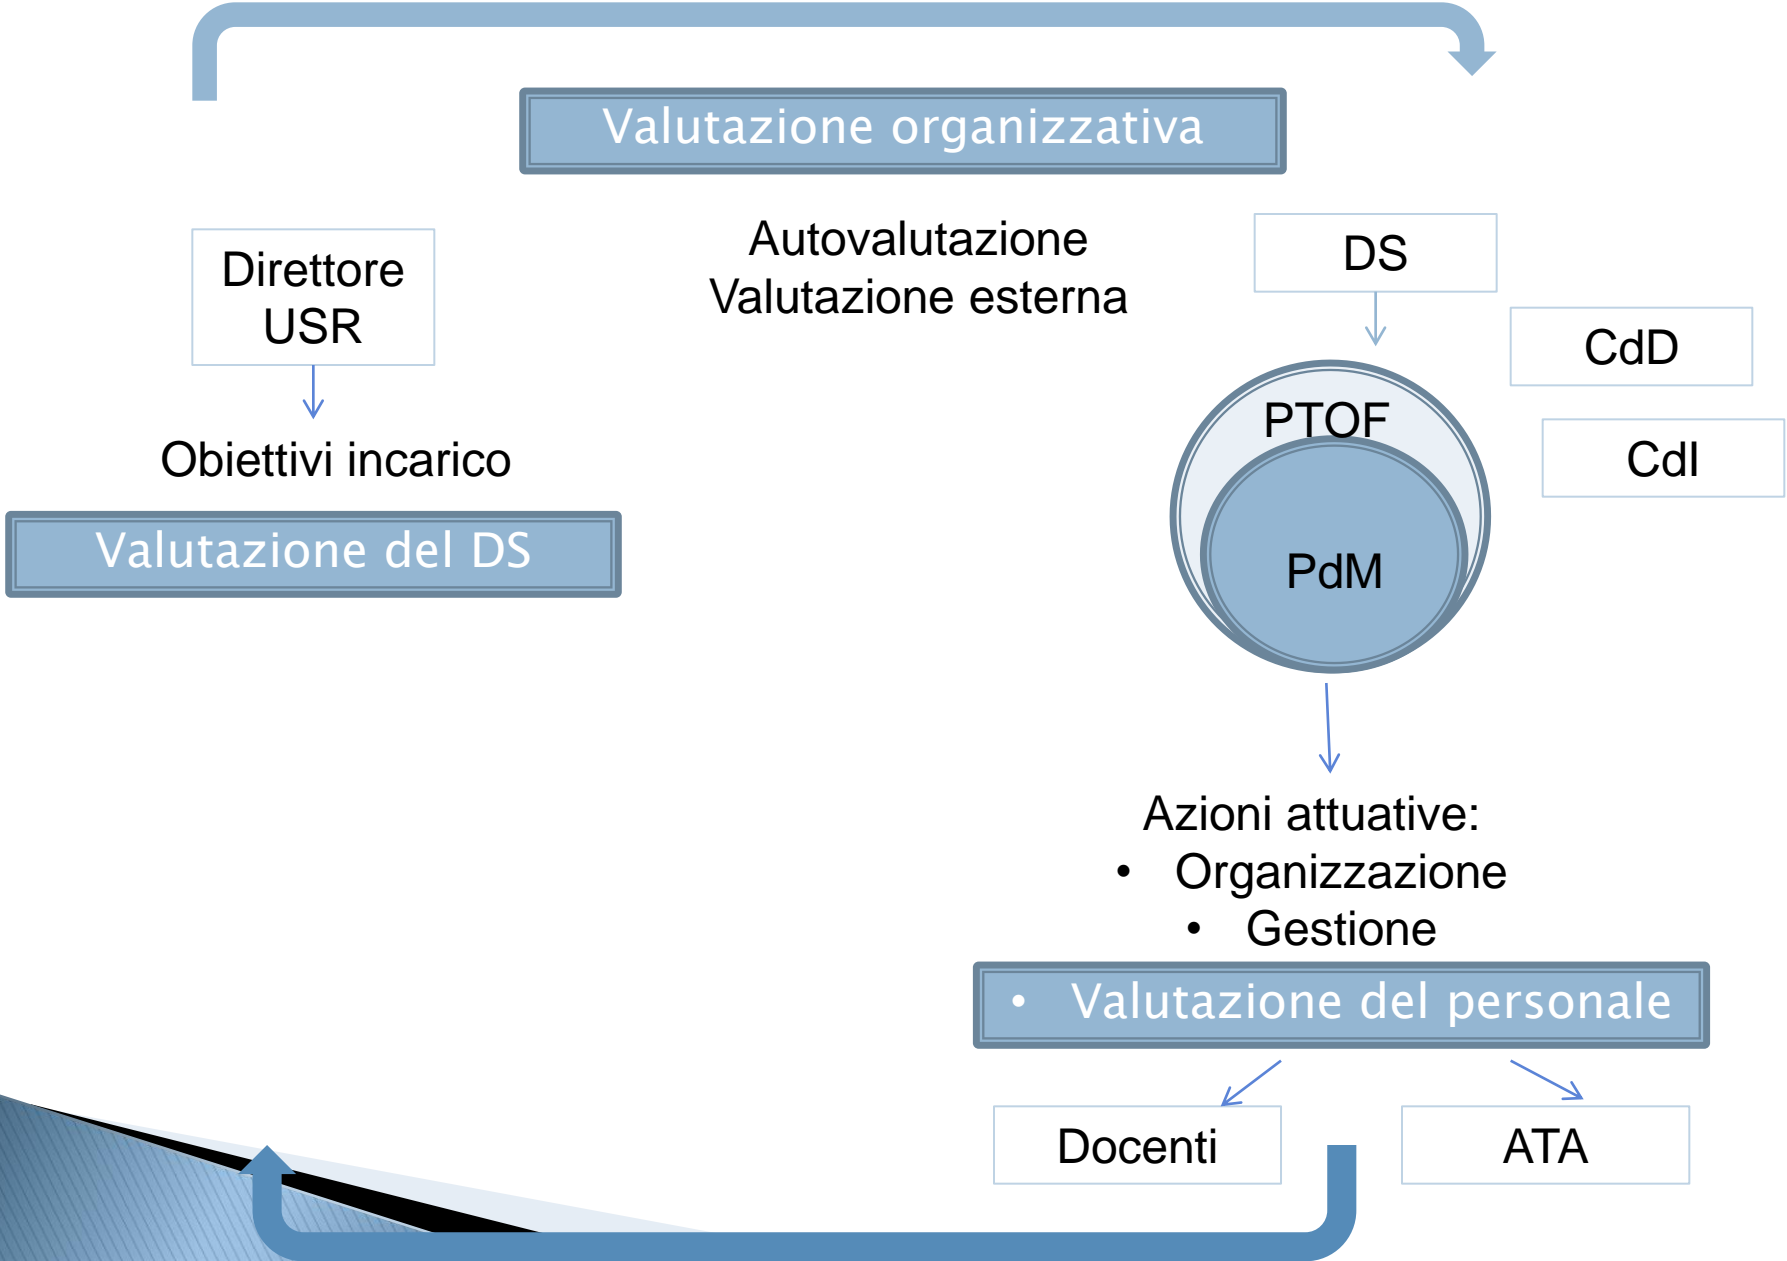 Valutazione organizzativa
Direttore
USR
Obiettivi incarico
Valutazione del DS
Autovalutazione
Valutazione esterna
DS
CdD
CdI
PTOF
PdM
Azioni attuative:
• Organizzazione
• Gestione
• Valutazione del personale
Docenti
ATA